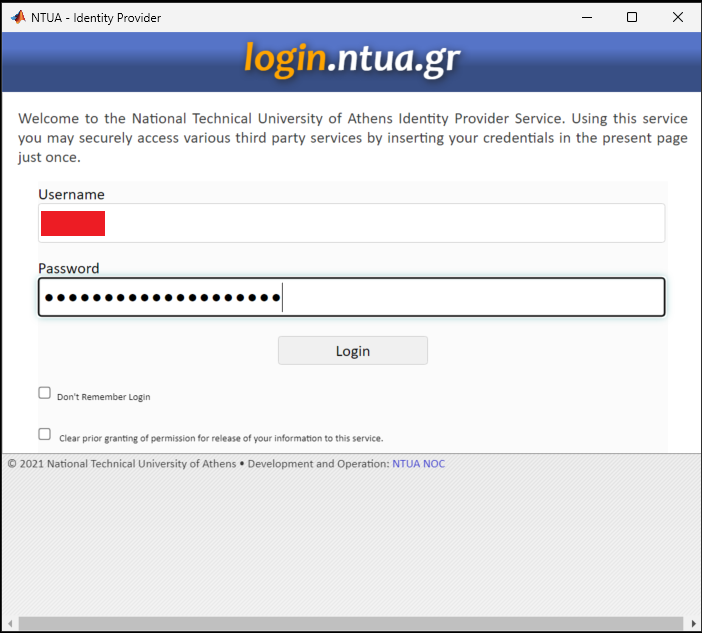 NTUA - Identity Provider
login.ntua.gr
Welcome to the National Technical University of Athens Identity Provider Service. Using this service
you may securely access various third party services by inserting your credentials in the present page
just once.
Username
Password
Login
Don't Remember Login
Clear prior granting of permission for release of your information to this service.
© 2021 National Technical University of Athens • Development and Operation: NTUA NOC